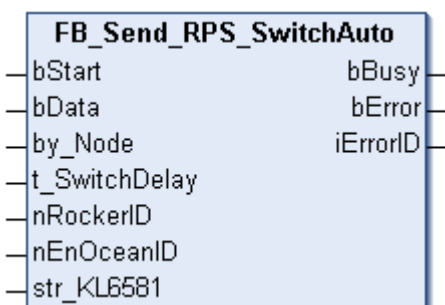 FB_Send_RPS_SwitchAuto
bStart bBusy
bData bError
by_Node iErrorID
t_SwitchDelay
nRockerID
nEnOceanID
str_KL6581